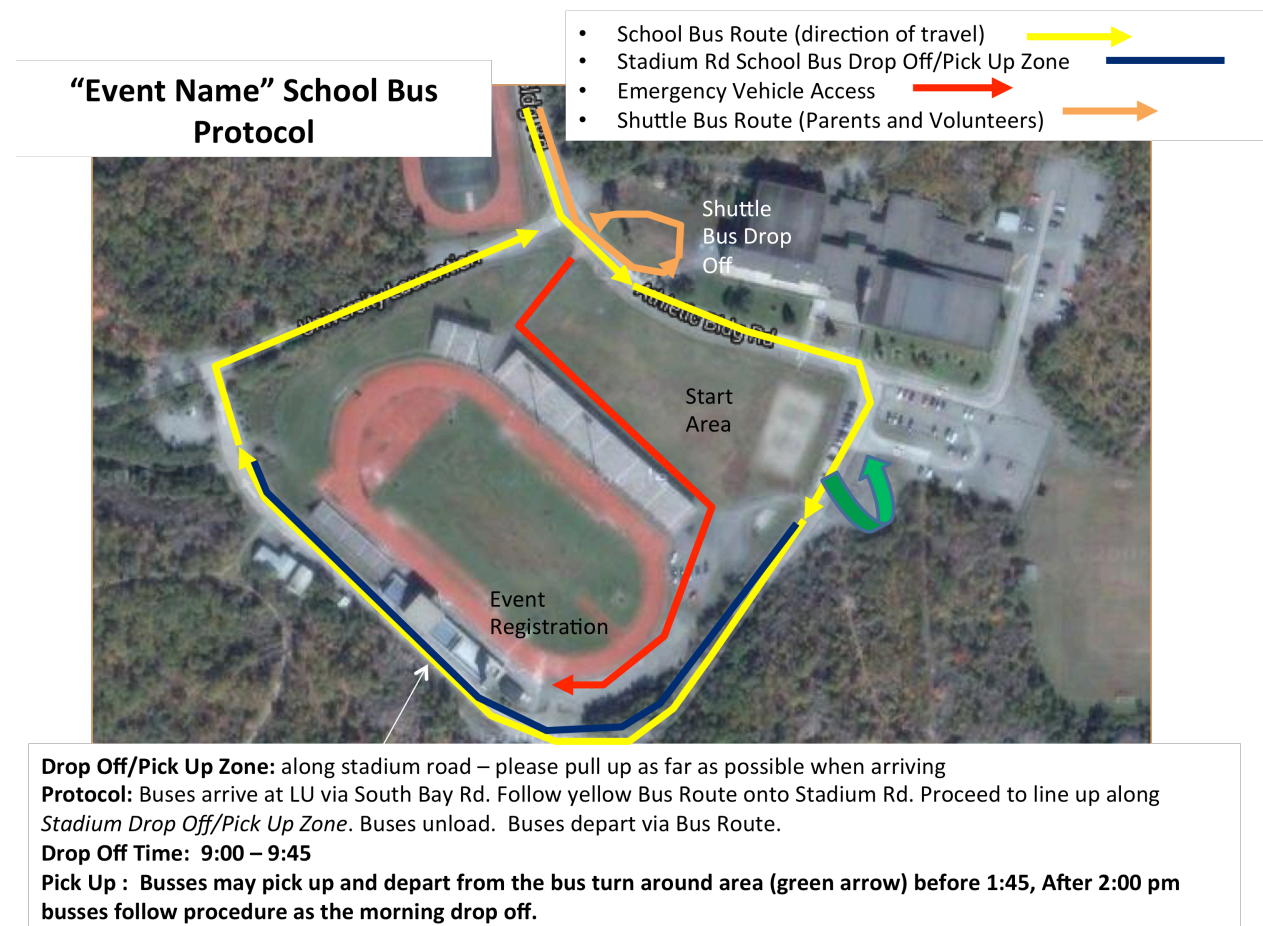 “Event Name” School Bus
Protocol
• School Bus Route (direction of travel)
• Stadium Rd School Bus Drop Off/Pick Up Zone
• Emergency Vehicle Access
• Shuttle Bus Route (Parents and Volunteers)
Shuttle
Bus Drop
Off
Athletic Bldg Rd
Start
Area
Event
Registration
Drop Off/Pick Up Zone: along stadium road – please pull up as far as possible when arriving
Protocol: Buses arrive at LU via South Bay Rd. Follow yellow Bus Route onto Stadium Rd. Proceed to line up along
Stadium Drop Off/Pick Up Zone. Buses unload.  Buses depart via Bus Route.
Drop Off Time:  9:00 – 9:45
Pick Up :  Busses may pick up and depart from the bus turn around area (green arrow) before 1:45, After 2:00 pm
busses follow procedure as the morning drop off.